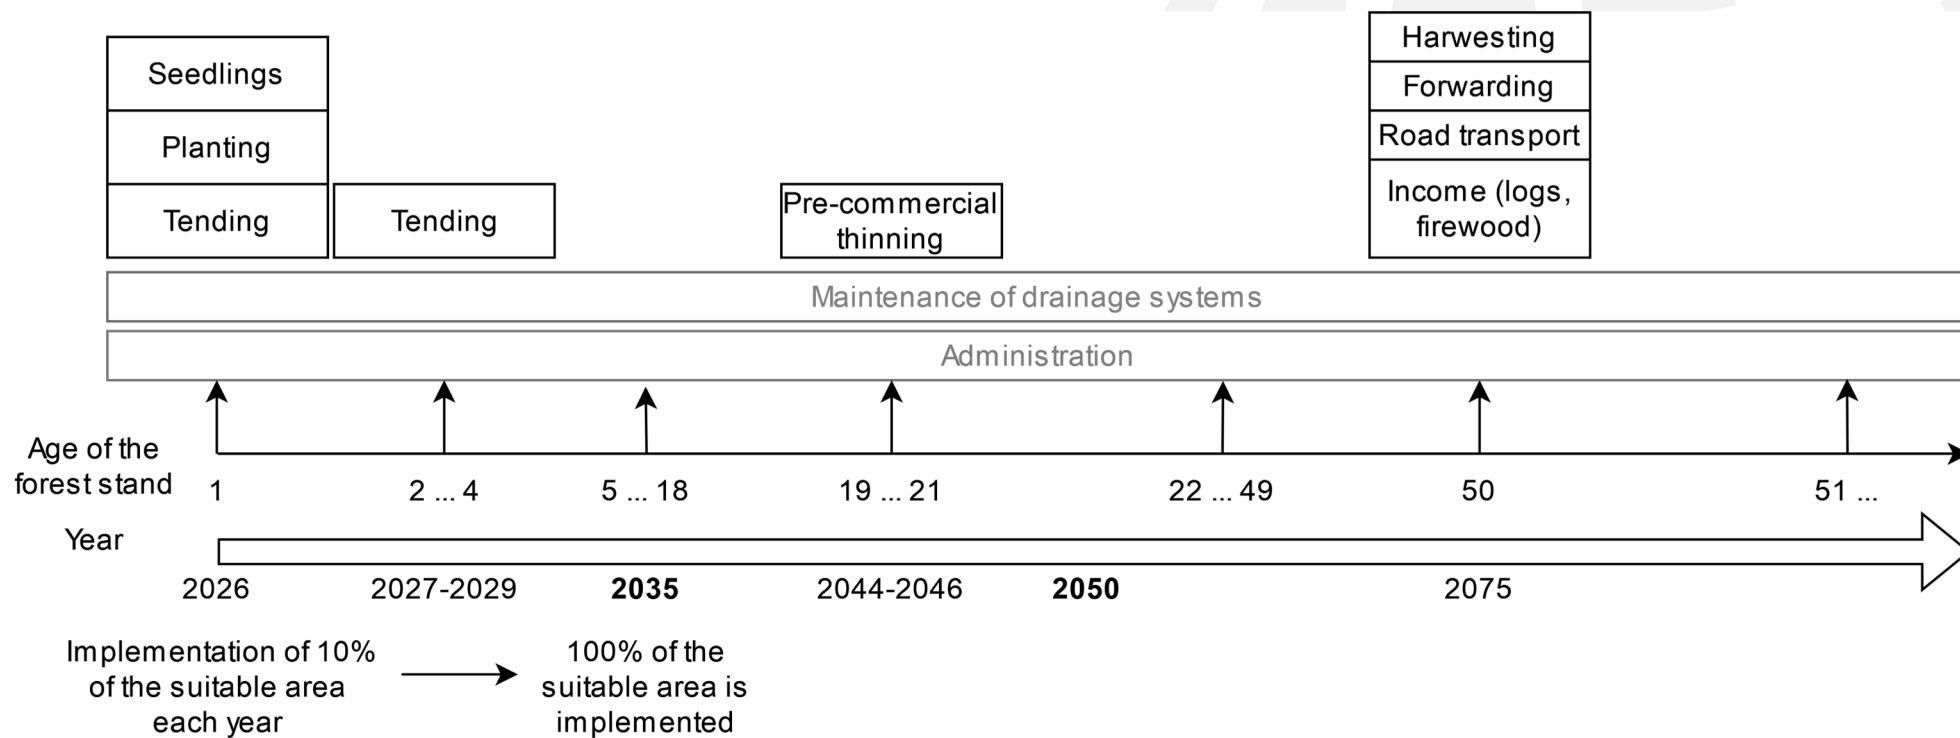 Seedlings
Planting
Tending
Tending
Pre-commercial
thinning
Harwesting
Forwarding
Road transport
Income (logs,
firewood)
Maintenance of drainage systems
Administration
Age of the
forest stand
1
2 ... 4
5 ... 18
19 ... 21
22 ... 49
50
51 ...
Year
2026
2027-2029
2035
2044-2046
2050
2075
Implementation of 10%
of the suitable area
each year
100% of the
suitable area is
implemented